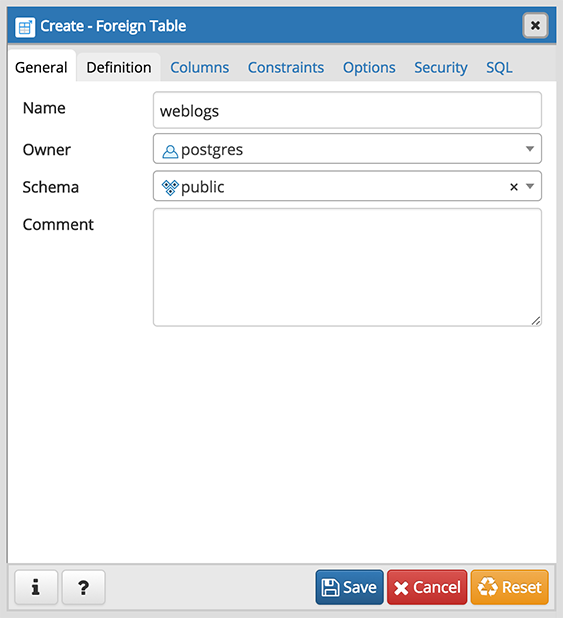 Create - Foreign Table
General Definition Columns Constraints Options Security SQL
Name weblogs
Owner postgres
Schema public
Comment
i ? Save Cancel Reset